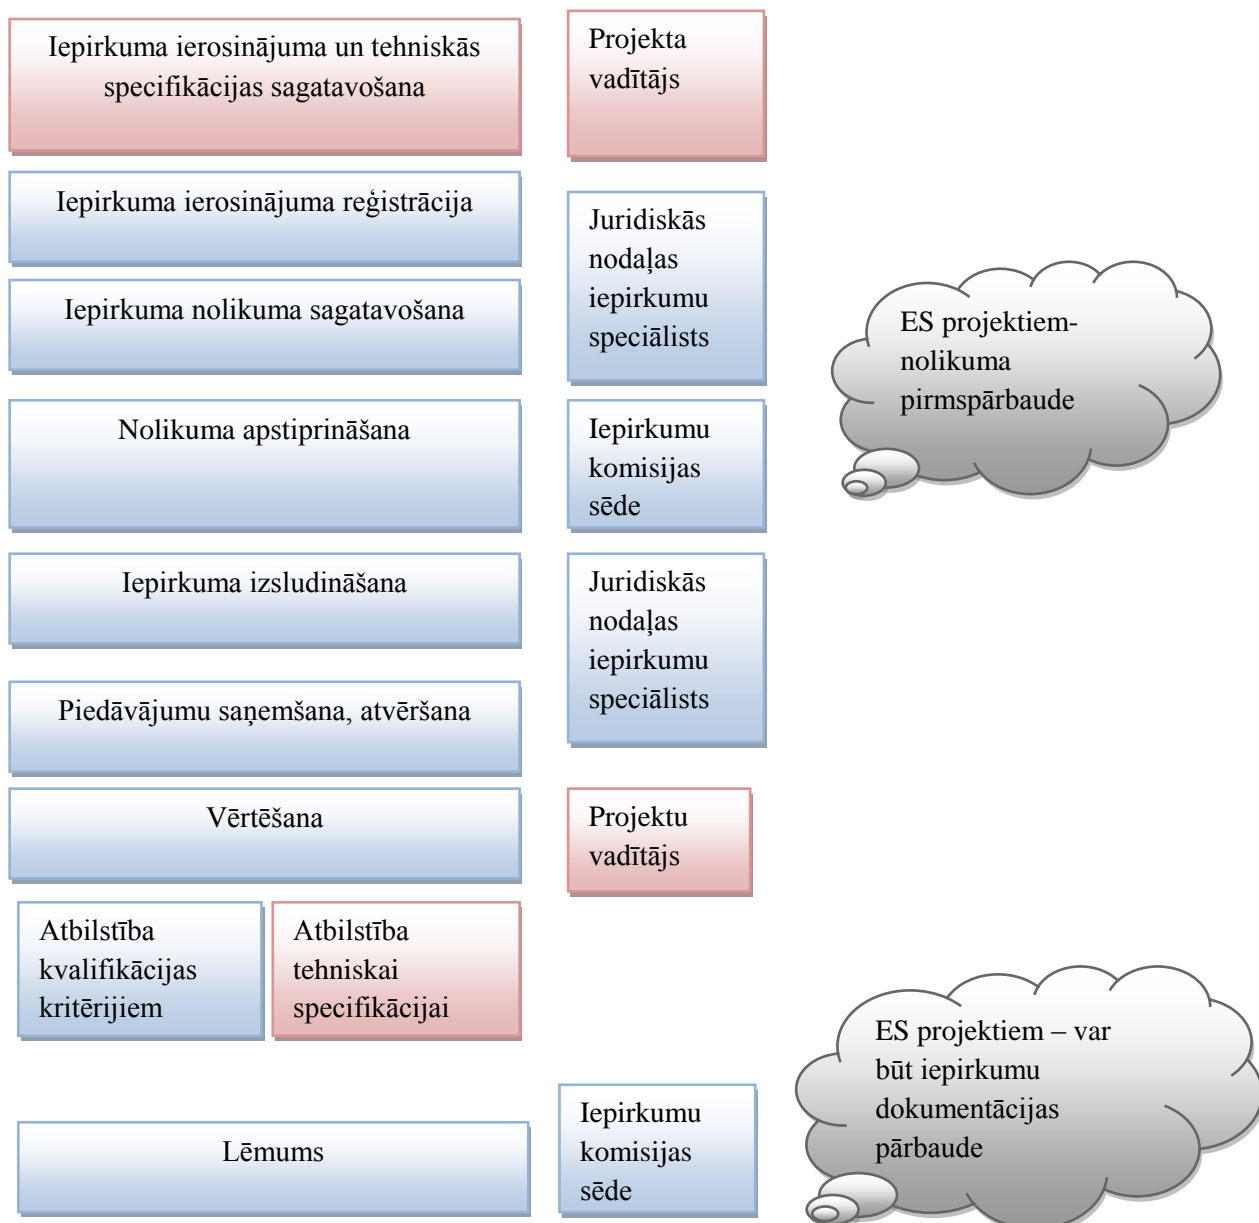 Iepirkuma ierosinājuma un tehniskās
specifikācijas sagatavošana
Projekta
vadītājs
Iepirkuma ierosinājuma reģistrācija
Juridiskās
nodaļas
iepirkumu
speciālists
Iepirkuma nolikuma sagatavošana
ES projektiem-
nolikuma
pirmspārbaude
Nolikuma apstiprināšana
Iepirkumu
komisijas
sēde
Iepirkuma izsludināšana
Juridiskās
nodaļas
iepirkumu
speciālists
Piedāvājumu saņemšana, atvēršana
Vērtēšana
Projektu
vadītājs
Atbilstība
kvalifikācijas
kritērijiem
Atbilstība
tehniskai
specifikācijai
ES projektiem – var
būt iepirkumu
dokumentācijas
pārbaude
Lēmums
Iepirkumu
komisijas
sēde